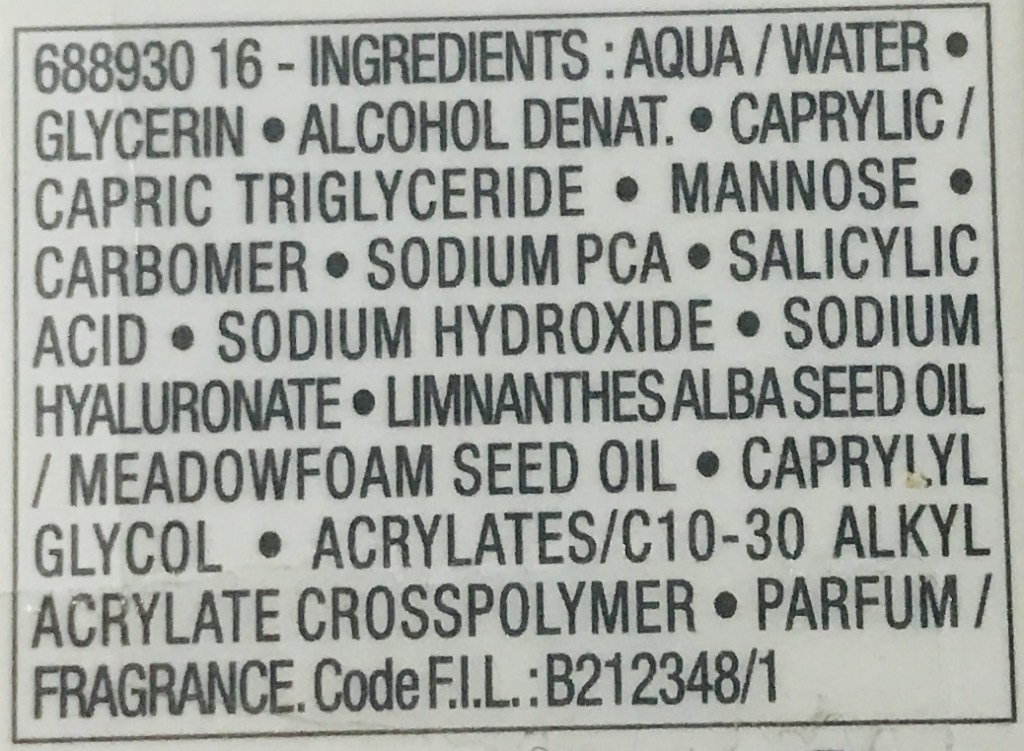 688930 16 - INGREDIENTS : AQUA / WATER •
GLYCERIN • ALCOHOL DENAT. • CAPRYLIC /
CAPRIC TRIGLYCERIDE • MANNOSE •
CARBOMER • SODIUM PCA • SALICYLIC
ACID • SODIUM HYDROXIDE • SODIUM
HYALURONATE • LIMNANTHES ALBA SEED OIL
/ MEADOWFOAM SEED OIL • CAPRYLYL
GLYCOL • ACRYLATES/C10-30 ALKYL
ACRYLATE CROSSPOLYMER • PARFUM /
FRAGRANCE. Code F.I.L. : B212348/1